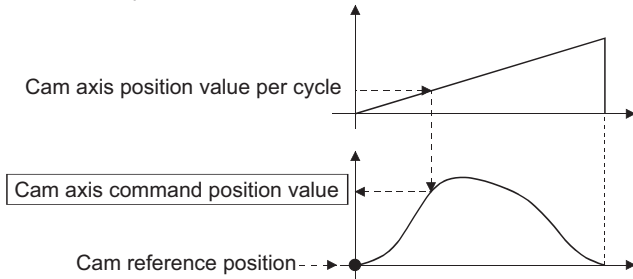 Cam axis position value per cycle
Cam axis command position value
Cam reference position